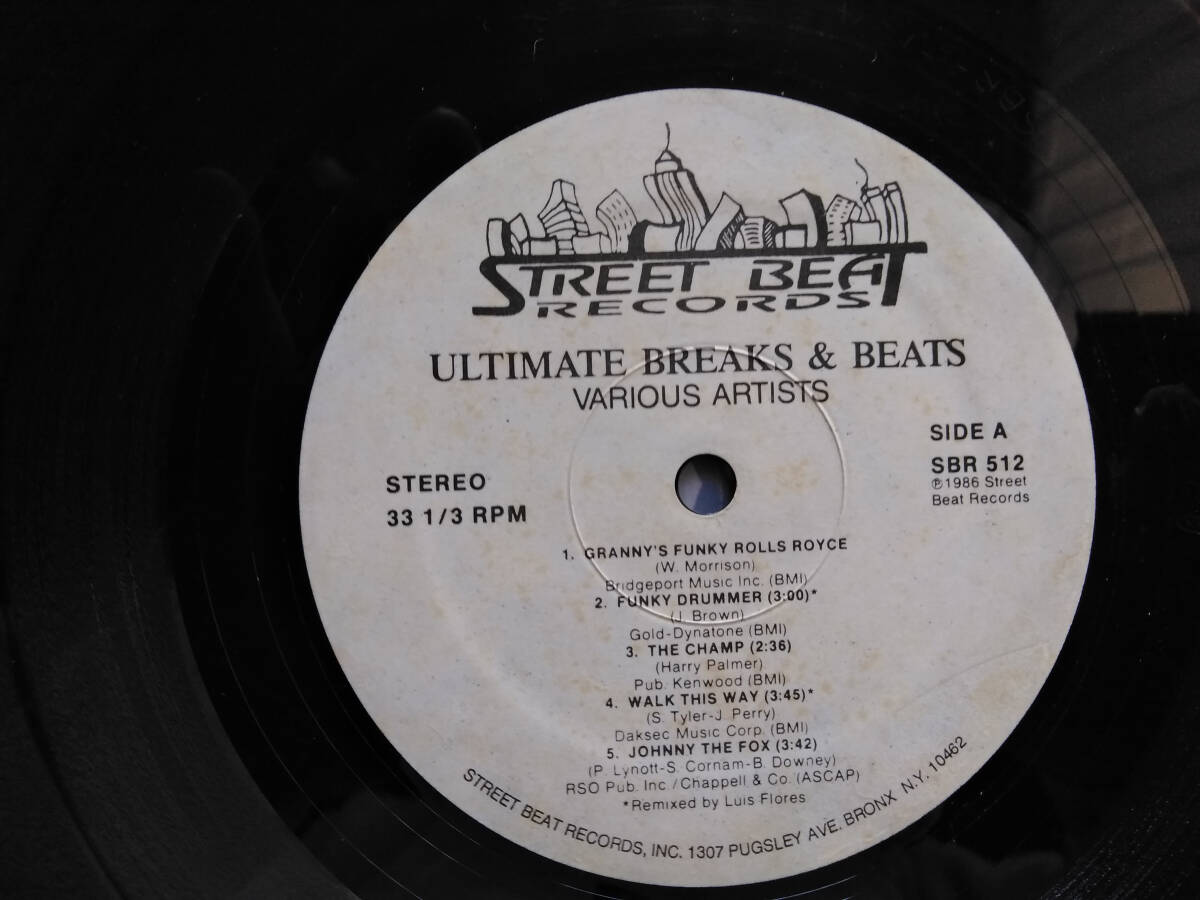 STREET BEAT
RECORDS
ULTIMATE BREAKS & BEATS
VARIOUS ARTISTS
STEREO
33 1/3 RPM
SIDE A
SBR 512
℗1986 Street
Beat Records
1. GRANNY'S FUNKY ROLLS ROYCE
(W. Morrison)
Bridgeport Music Inc. (BMI)
2. FUNKY DRUMMER (3:00)*
(J. Brown)
Gold-Dynatone (BMI)
3. THE CHAMP (2:36)
(Harry Palmer)
Pub. Kenwood (BMI)
4. WALK THIS WAY (3:45)*
(S. Tyler-J. Perry)
Daksec Music Corp. (BMI)
5. JOHNNY THE FOX (3:42)
(P. Lynott-S. Cornam-B. Downey)
RSO Pub. Inc./Chappell & Co. (ASCAP)
*Remixed by Luis Flores
STREET BEAT RECORDS, INC. 1307 PUGSLEY AVE. BRONX N.Y. 10462